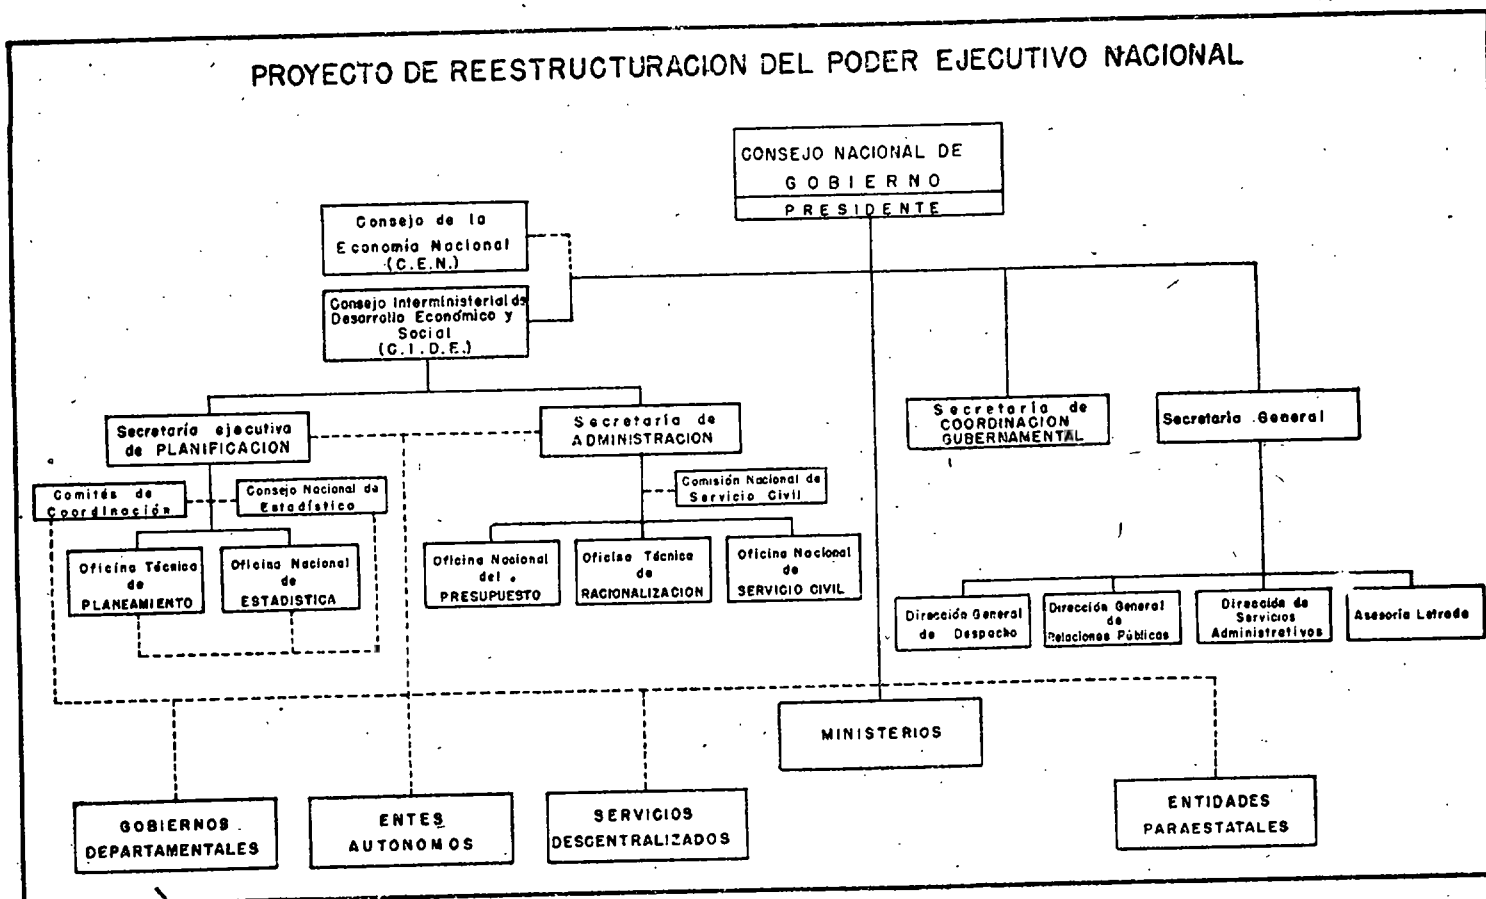 PROYECTO DE REESTRUCTURACION DEL PODER EJECUTIVO NACIONAL
CONSEJO NACIONAL DE
GOBIERNO
PRESIDENTE
Consejo de la
Economía Nacional
(C.E.N.)
Consejo Interministerial de
Desarrollo Económico y
Social
(C.I.D.E.)
Secretaría ejecutiva
de PLANIFICACION
Secretaría de
ADMINISTRACION
Secretaría de
COORDINACION
GUBERNAMENTAL
Secretaria General
Comités de
Coordinación
Consejo Nacional de
Estadística
Comisión Nacional de
Servicio Civil
Oficina Técnica
de
PLANEAMIENTO
Oficina Nacional
de
ESTADISTICA
Oficina Nacional
del
PRESUPUESTO
Oficina Técnica
de
RACIONALIZACION
Oficina Nacional
de
SERVICIO CIVIL
Dirección General
de Despacho
Dirección General
de
Relaciones Públicas
Dirección de
Servicios
Administrativos
Asesoría Letrada
MINISTERIOS
GOBIERNOS
DEPARTAMENTALES
ENTES
AUTONOMOS
SERVICIOS
DESCENTRALIZADOS
ENTIDADES
PARAESTATALES